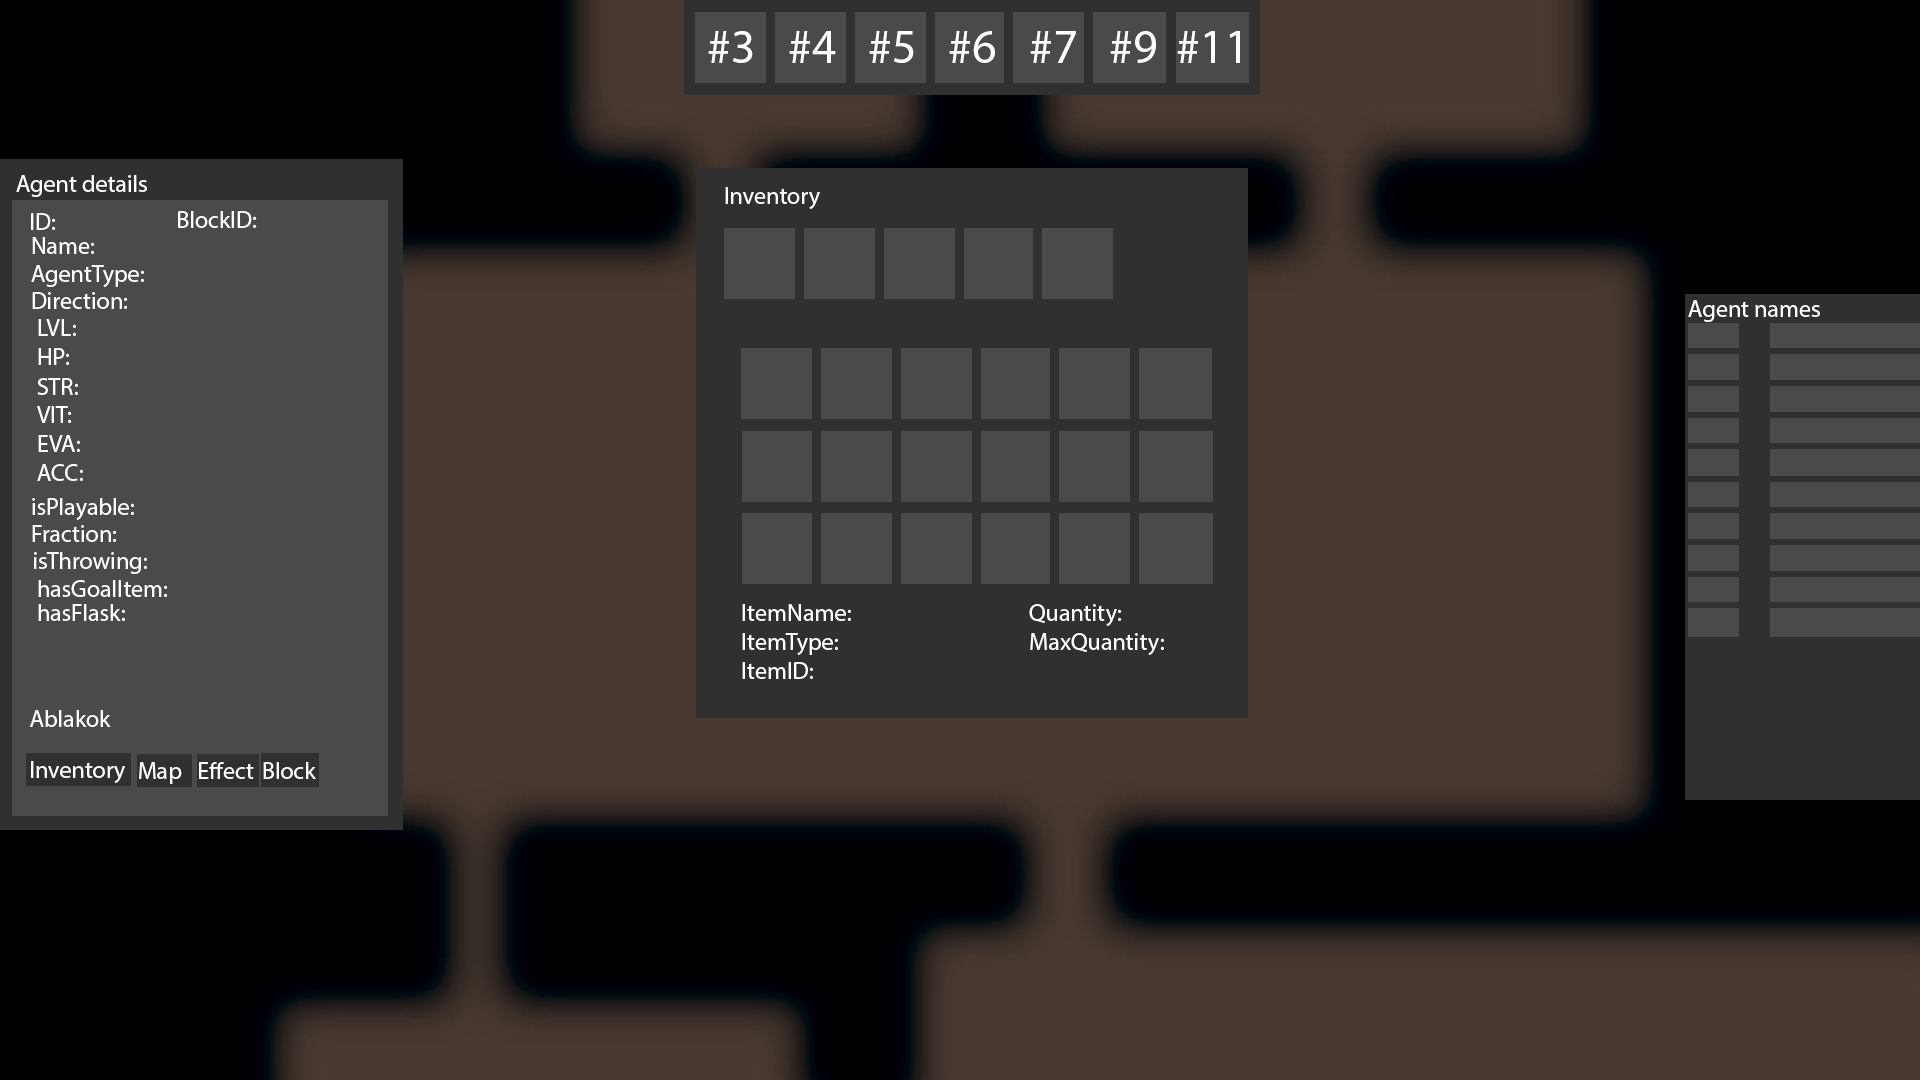 #3 #4 #5 #6 #7 #9 #11
Agent details
ID: BlockID:
Name:
AgentType:
Direction:
LVL:
HP:
STR:
VIT:
EVA:
ACC:
isPlayable:
Fraction:
isThrowing:
hasGoalItem:
hasFlask:
Ablakok
Inventory Map Effect Block
Inventory
ItemName: Quantity:
ItemType: MaxQuantity:
ItemID:
Agent names